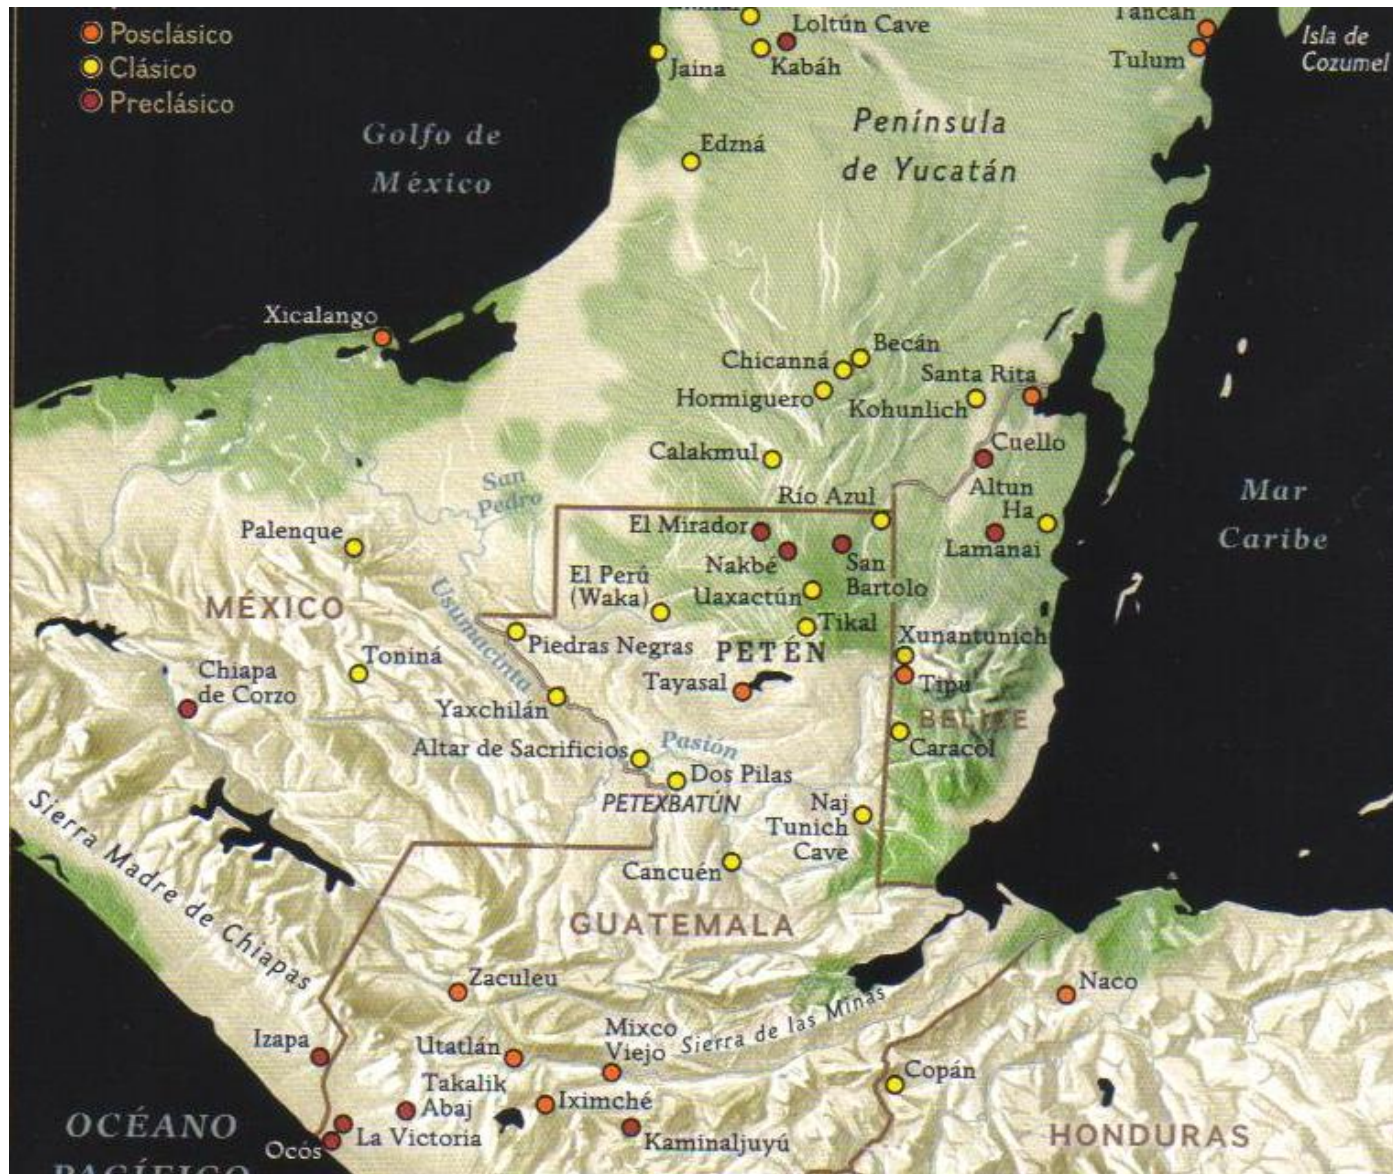 Posclásico
Clásico
Preclásico
Loltún Cave
Kabáh
Jaina
Tancah
Tulum
Isla de
Cozumel
Golfo de
México
Edzná
Península
de Yucatán
Xicalango
Becán
Chicanná
Hormiguero
Santa Rita
Kohunlich
Calakmul
Cuello
Río Azul
Altun
Ha
Lamanai
San
Pedro
Mar
Caribe
Palenque
El Mirador
Nakbé
San
Bartolo
El Perú
(Waka)
Uaxactún
Tikal
MÉXICO
Usumacinta
Piedras Negras
PETÉN
Xunantunich
Toniná
Chiapa
de Corzo
Tayasal
Tipu
Yaxchilán
BELIZE
Caracol
Altar de Sacrificios
Pasión
Dos Pilas
PETEXBATÚN
Naj
Tunich
Cave
Sierra Madre de Chiapas
Cancuén
GUATEMALA
Zaculeu
Naco
Sierra de las Minas
Izapa
Utatlán
Mixco
Viejo
Copán
Takalik
Abaj
Iximché
OCÉANO
PACÍFICO
Ocós
La Victoria
Kaminaljuyú
HONDURAS